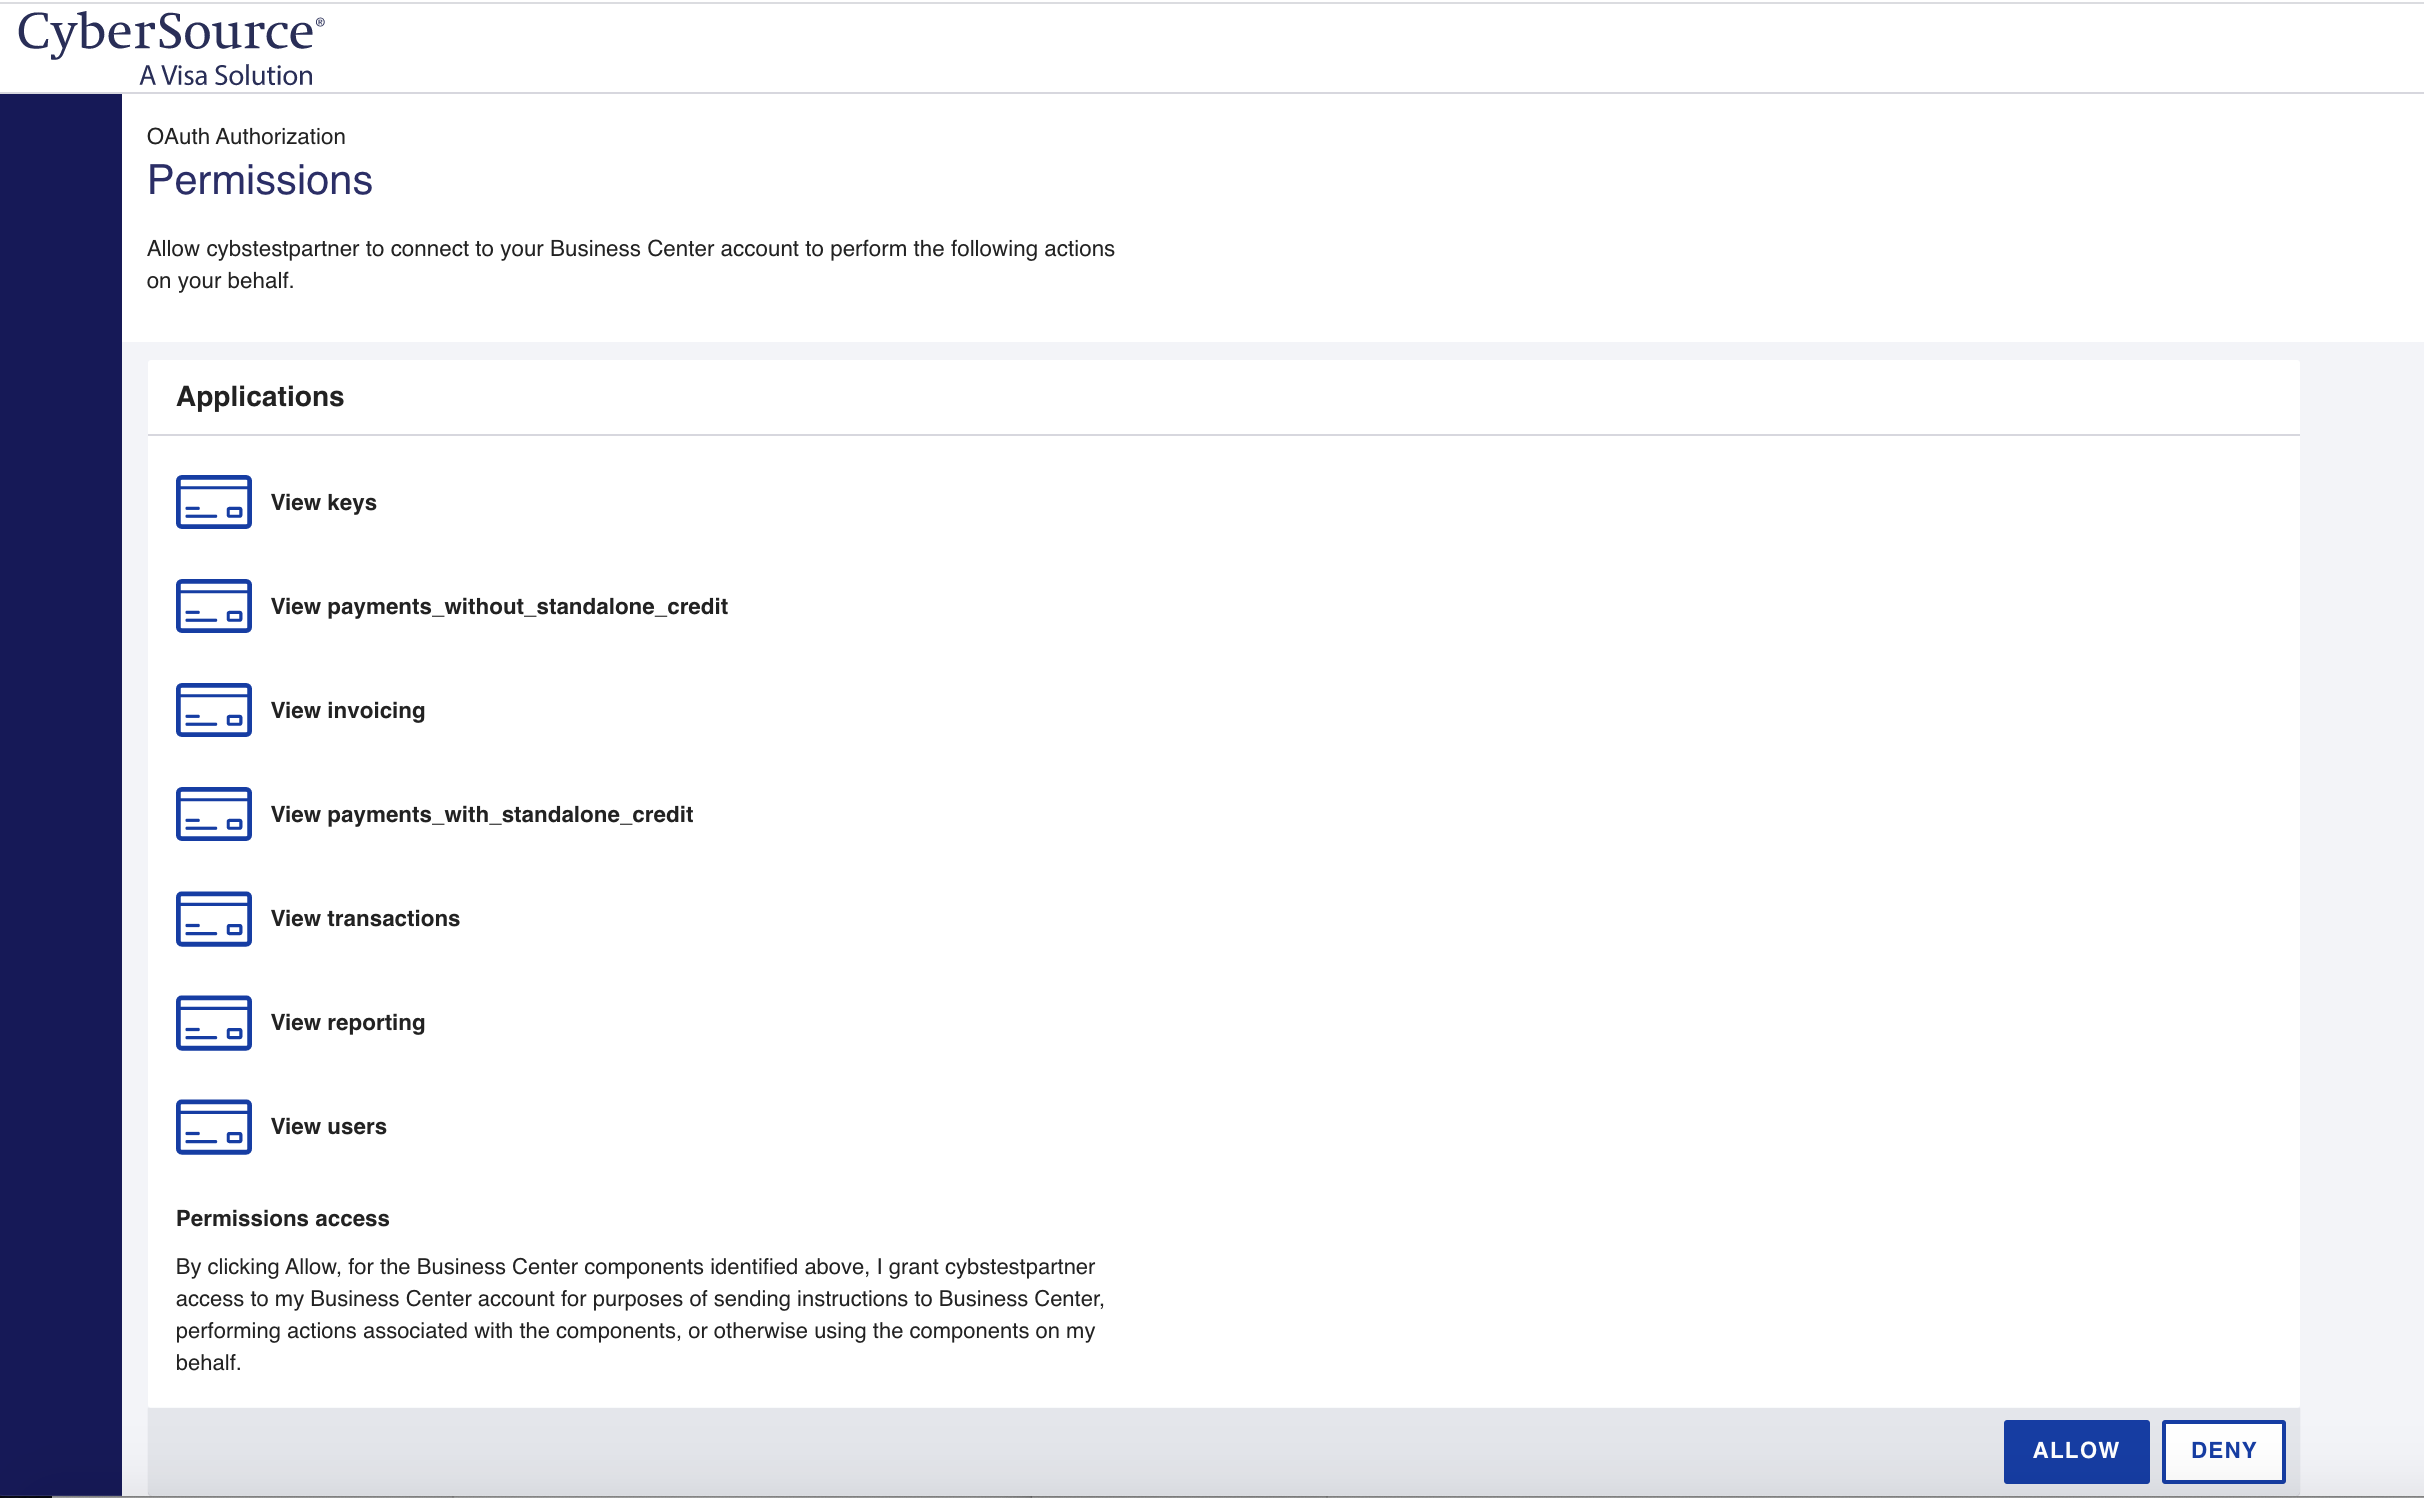 CyberSource®
A Visa Solution
OAuth Authorization
Permissions
Allow cybstestpartner to connect to your Business Center account to perform the following actions
on your behalf.
Applications
View keys
View payments_without_standalone_credit
View invoicing
View payments_with_standalone_credit
View transactions
View reporting
View users
Permissions access
By clicking Allow, for the Business Center components identified above, I grant cybstestpartner
access to my Business Center account for purposes of sending instructions to Business Center,
performing actions associated with the components, or otherwise using the components on my
behalf.
ALLOW
DENY